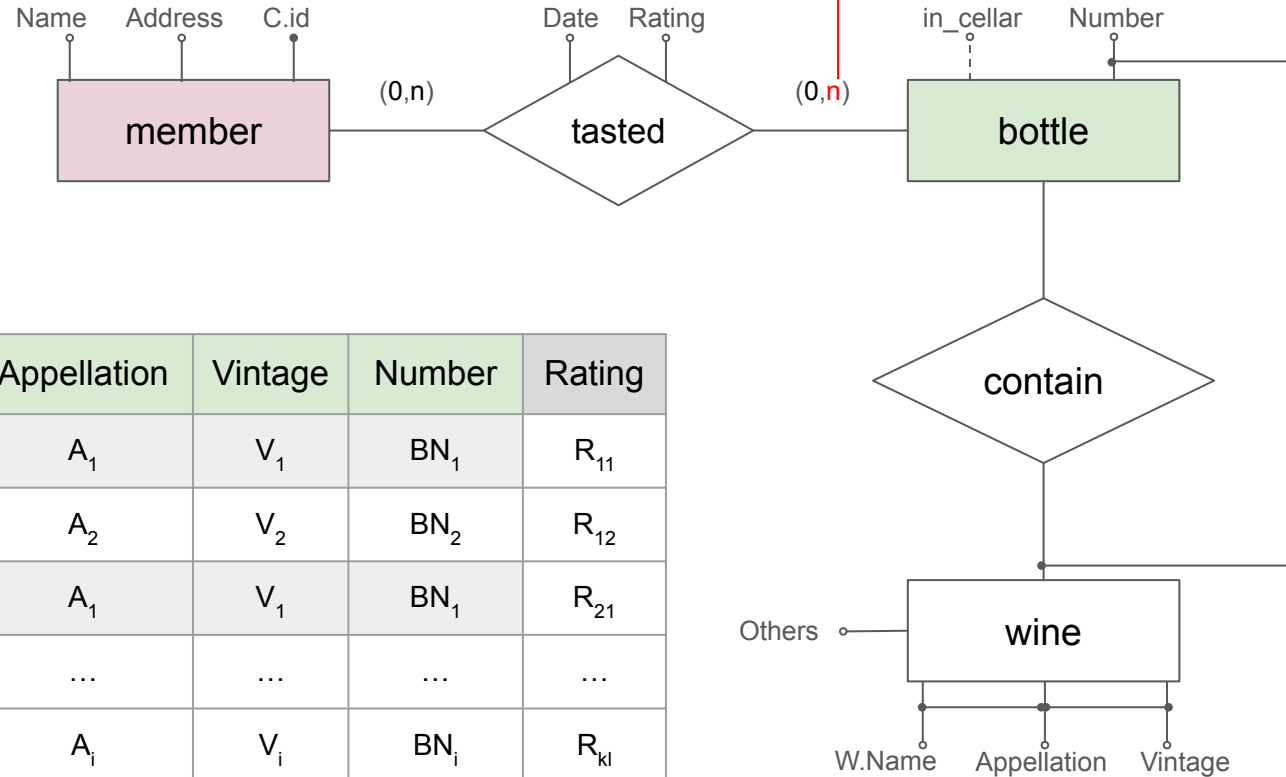 Name Address C.id Date Rating in_cellar Number
(0,n) (0,n)
member tasted bottle
contain
Appellation Vintage Number Rating
A₁ V₁ BN₁ R₁₁
A₂ V₂ BN₂ R₁₂
A₁ V₁ BN₁ R₂₁
… … … …
Aᵢ Vᵢ BNᵢ Rₖₗ
Others wine
W.Name Appellation Vintage